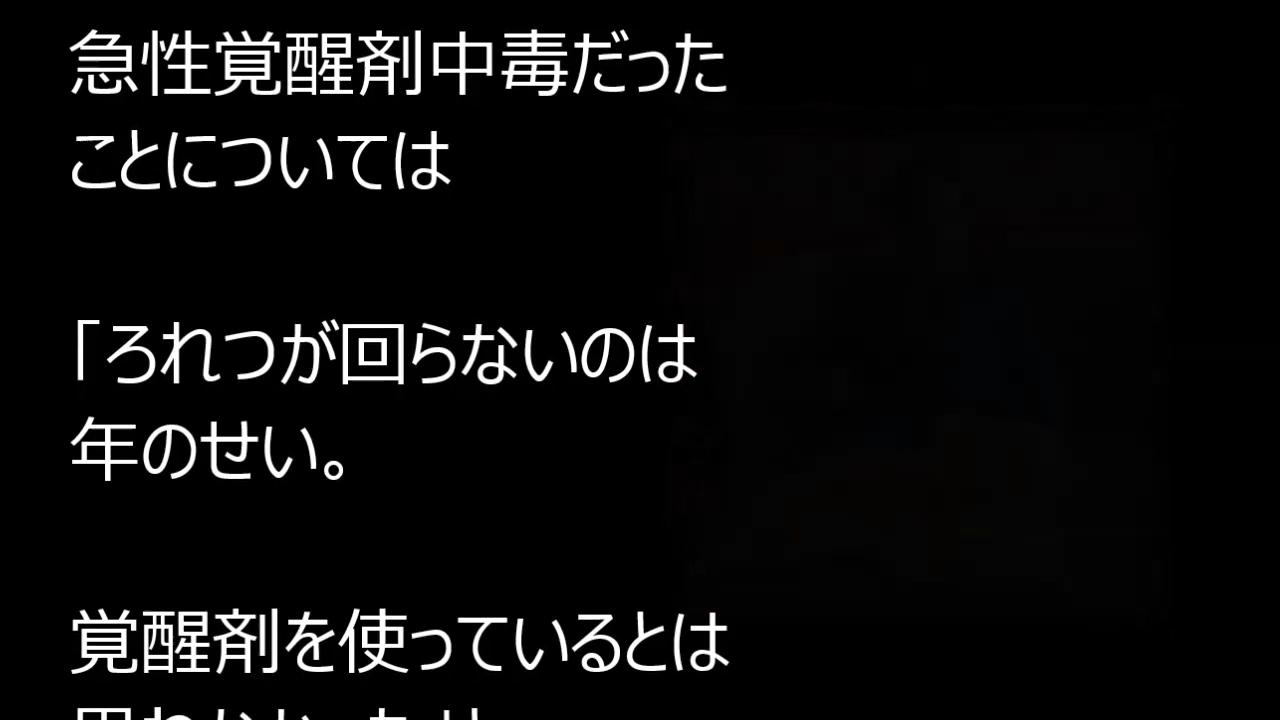 急性覚醒剤中毒だった
ことについては
「ろれつが回らないのは
年のせい。
覚醒剤を使っているとは